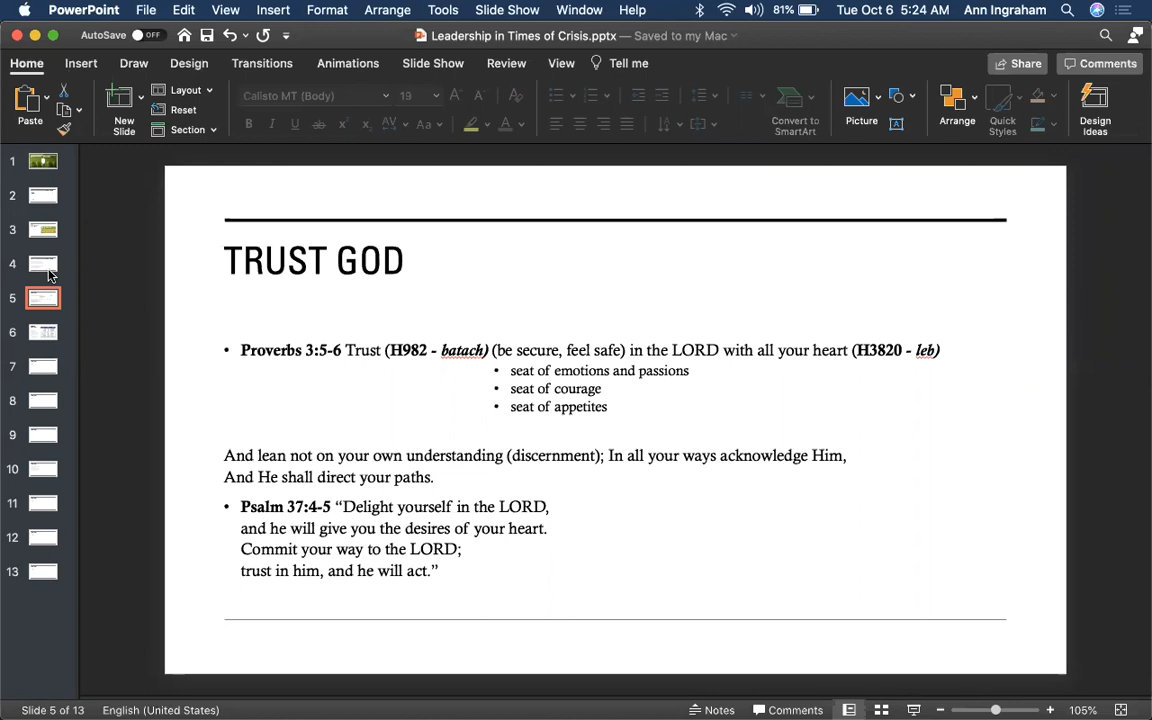 PowerPoint File Edit View Insert Format Arrange Tools Slide Show Window Help 81% Tue Oct 6 5:24 AM Ann Ingraham
AutoSave OFF Leadership in Times of Crisis.pptx — Saved to my Mac
Home Insert Draw Design Transitions Animations Slide Show Review View Tell me Share Comments
Paste New Slide Layout Reset Section Calisto MT (Body) 19 Convert to SmartArt Picture Arrange Quick Styles Design Ideas
1
2
3
4
5
6
7
8
9
10
11
12
13
TRUST GOD
• Proverbs 3:5-6 Trust (H982 - batach) (be secure, feel safe) in the LORD with all your heart (H3820 - leb)
• seat of emotions and passions
• seat of courage
• seat of appetites
And lean not on your own understanding (discernment); In all your ways acknowledge Him,
And He shall direct your paths.
• Psalm 37:4-5 “Delight yourself in the LORD,
and he will give you the desires of your heart.
Commit your way to the LORD;
trust in him, and he will act.”
Slide 5 of 13 English (United States) Notes Comments 105%